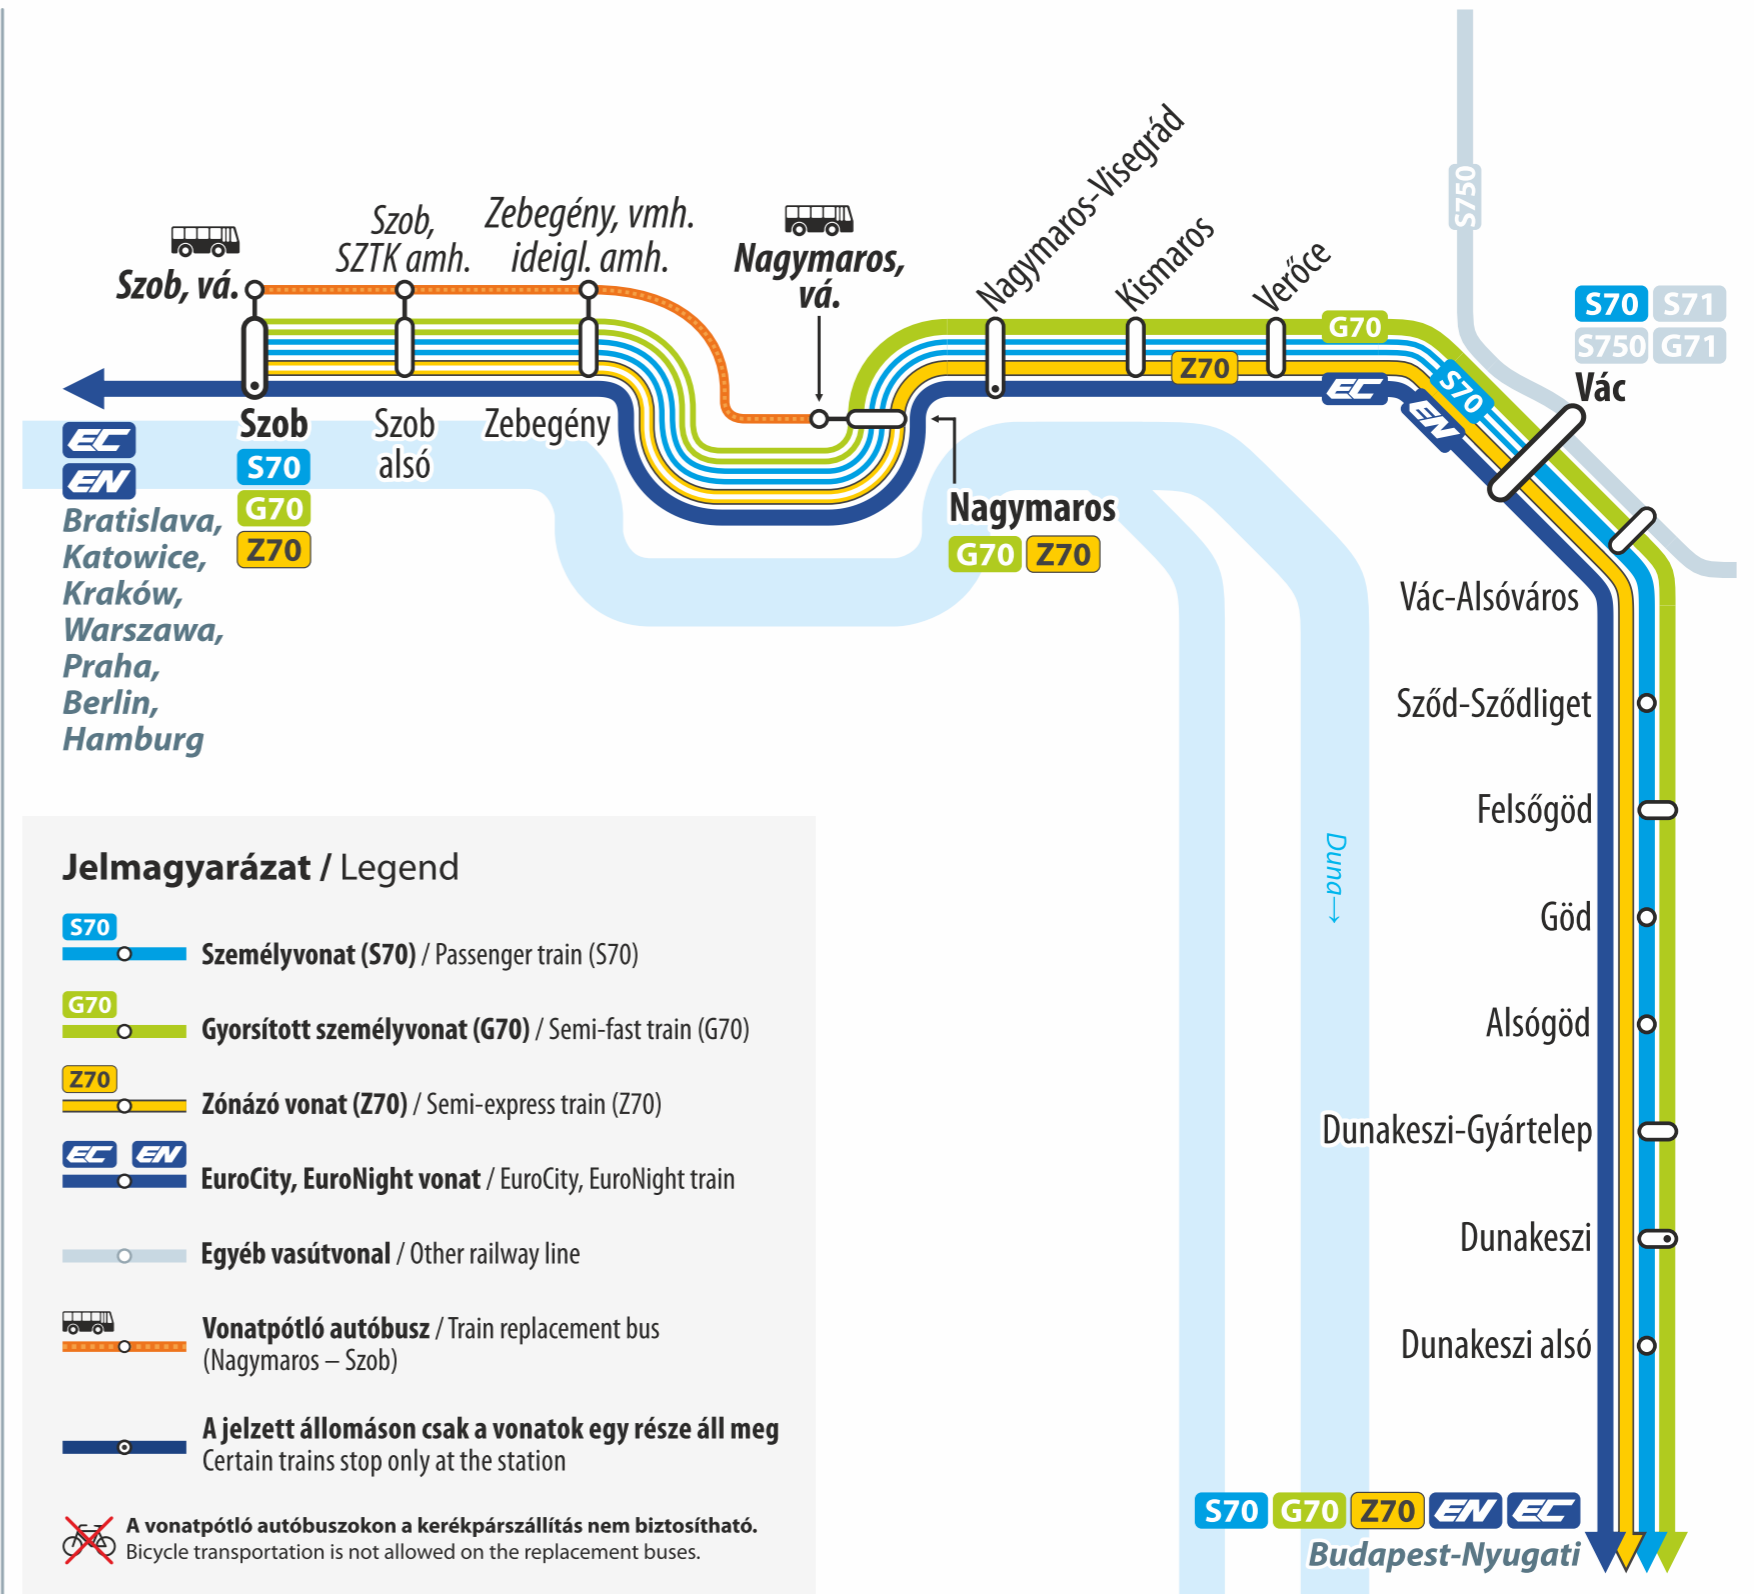 S750
Nagymaros-Visegrád
Kismaros
Verőce
Szob,
SZTK amh.
Zebegény, vmh.
ideigl. amh.
Nagymaros,
vá.
Szob, vá.
G70
Z70
EC
EN
S70
S70 S71
S750 G71
Vác
EC
EN
Bratislava,
Katowice,
Kraków,
Warszawa,
Praha,
Berlin,
Hamburg
Szob
S70
G70
Z70
Szob
alsó
Zebegény
Nagymaros
G70 Z70
Vác-Alsóváros
Sződ-Sződliget
Felsőgöd
Göd
Alsógöd
Dunakeszi-Gyártelep
Dunakeszi
Dunakeszi alsó
Duna→
S70 G70 Z70 EN EC
Budapest-Nyugati
Jelmagyarázat / Legend
S70
Személyvonat (S70) / Passenger train (S70)
G70
Gyorsított személyvonat (G70) / Semi-fast train (G70)
Z70
Zónázó vonat (Z70) / Semi-express train (Z70)
EC EN
EuroCity, EuroNight vonat / EuroCity, EuroNight train
Egyéb vasútvonal / Other railway line
Vonatpótló autóbusz / Train replacement bus
(Nagymaros – Szob)
A jelzett állomáson csak a vonatok egy része áll meg
Certain trains stop only at the station
A vonatpótló autóbuszokon a kerékpárszállítás nem biztosítható.
Bicycle transportation is not allowed on the replacement buses.